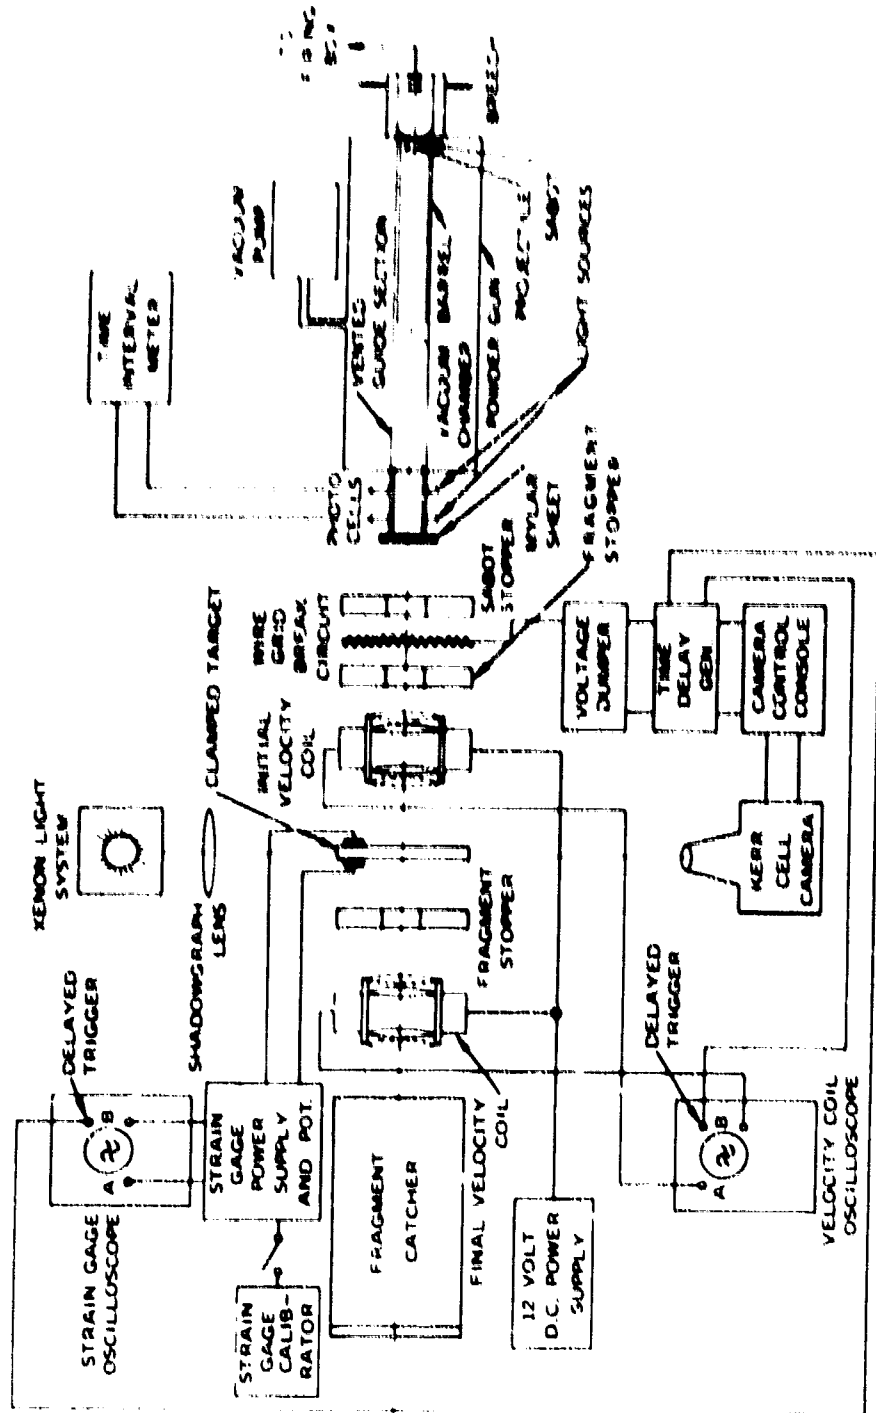 XENON LIGHT
SYSTEM
SHADOWGRAPH
LENS
DELAYED
TRIGGER
A
B
STRAIN GAGE
OSCILLOSCOPE
STRAIN
GAGE
POWER
SUPPLY
AND POT.
STRAIN
GAGE
CALIB-
RATOR
FRAGMENT
CATCHER
FINAL VELOCITY
COIL
12 VOLT
D.C. POWER
SUPPLY
FRAGMENT
STOPPER
CLAMPED TARGET
INITIAL
VELOCITY
COIL
WIRE
GRID
BREAK
CIRCUIT
SABOT
STOPPER
FRAGMENT
STOPPER
MYLAR
SHEET
PHOTO
CELLS
TIME
INTERVAL
METER
VACUUM
PUMP
VENTED
GUIDE SECTION
VACUUM
CHAMBER
BARREL
POWDER GUN
PROJECTILE
SABOT
LIGHT SOURCES
BREECH
VOLTAGE
DUMPER
TIME
DELAY
GEN
CAMERA
CONTROL
CONSOLE
KERR
CELL
CAMERA
DELAYED
TRIGGER
A
B
VELOCITY COIL
OSCILLOSCOPE